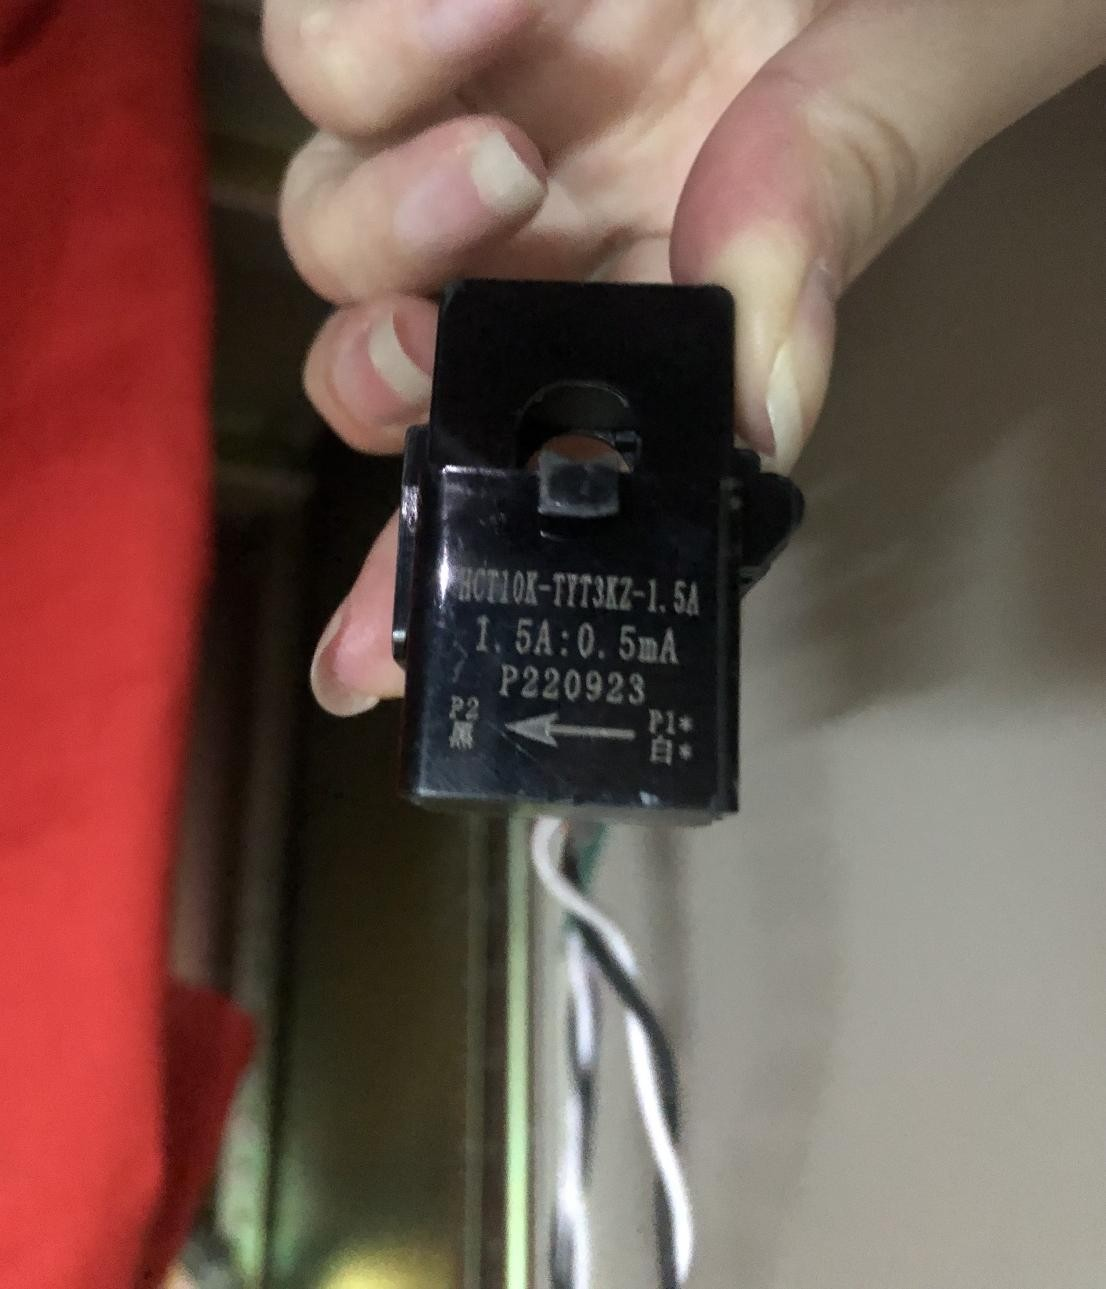 HCT10K-TYT3KZ-1.5A
1.5A:0.5mA
P220923
P2 P1*
黑 白*